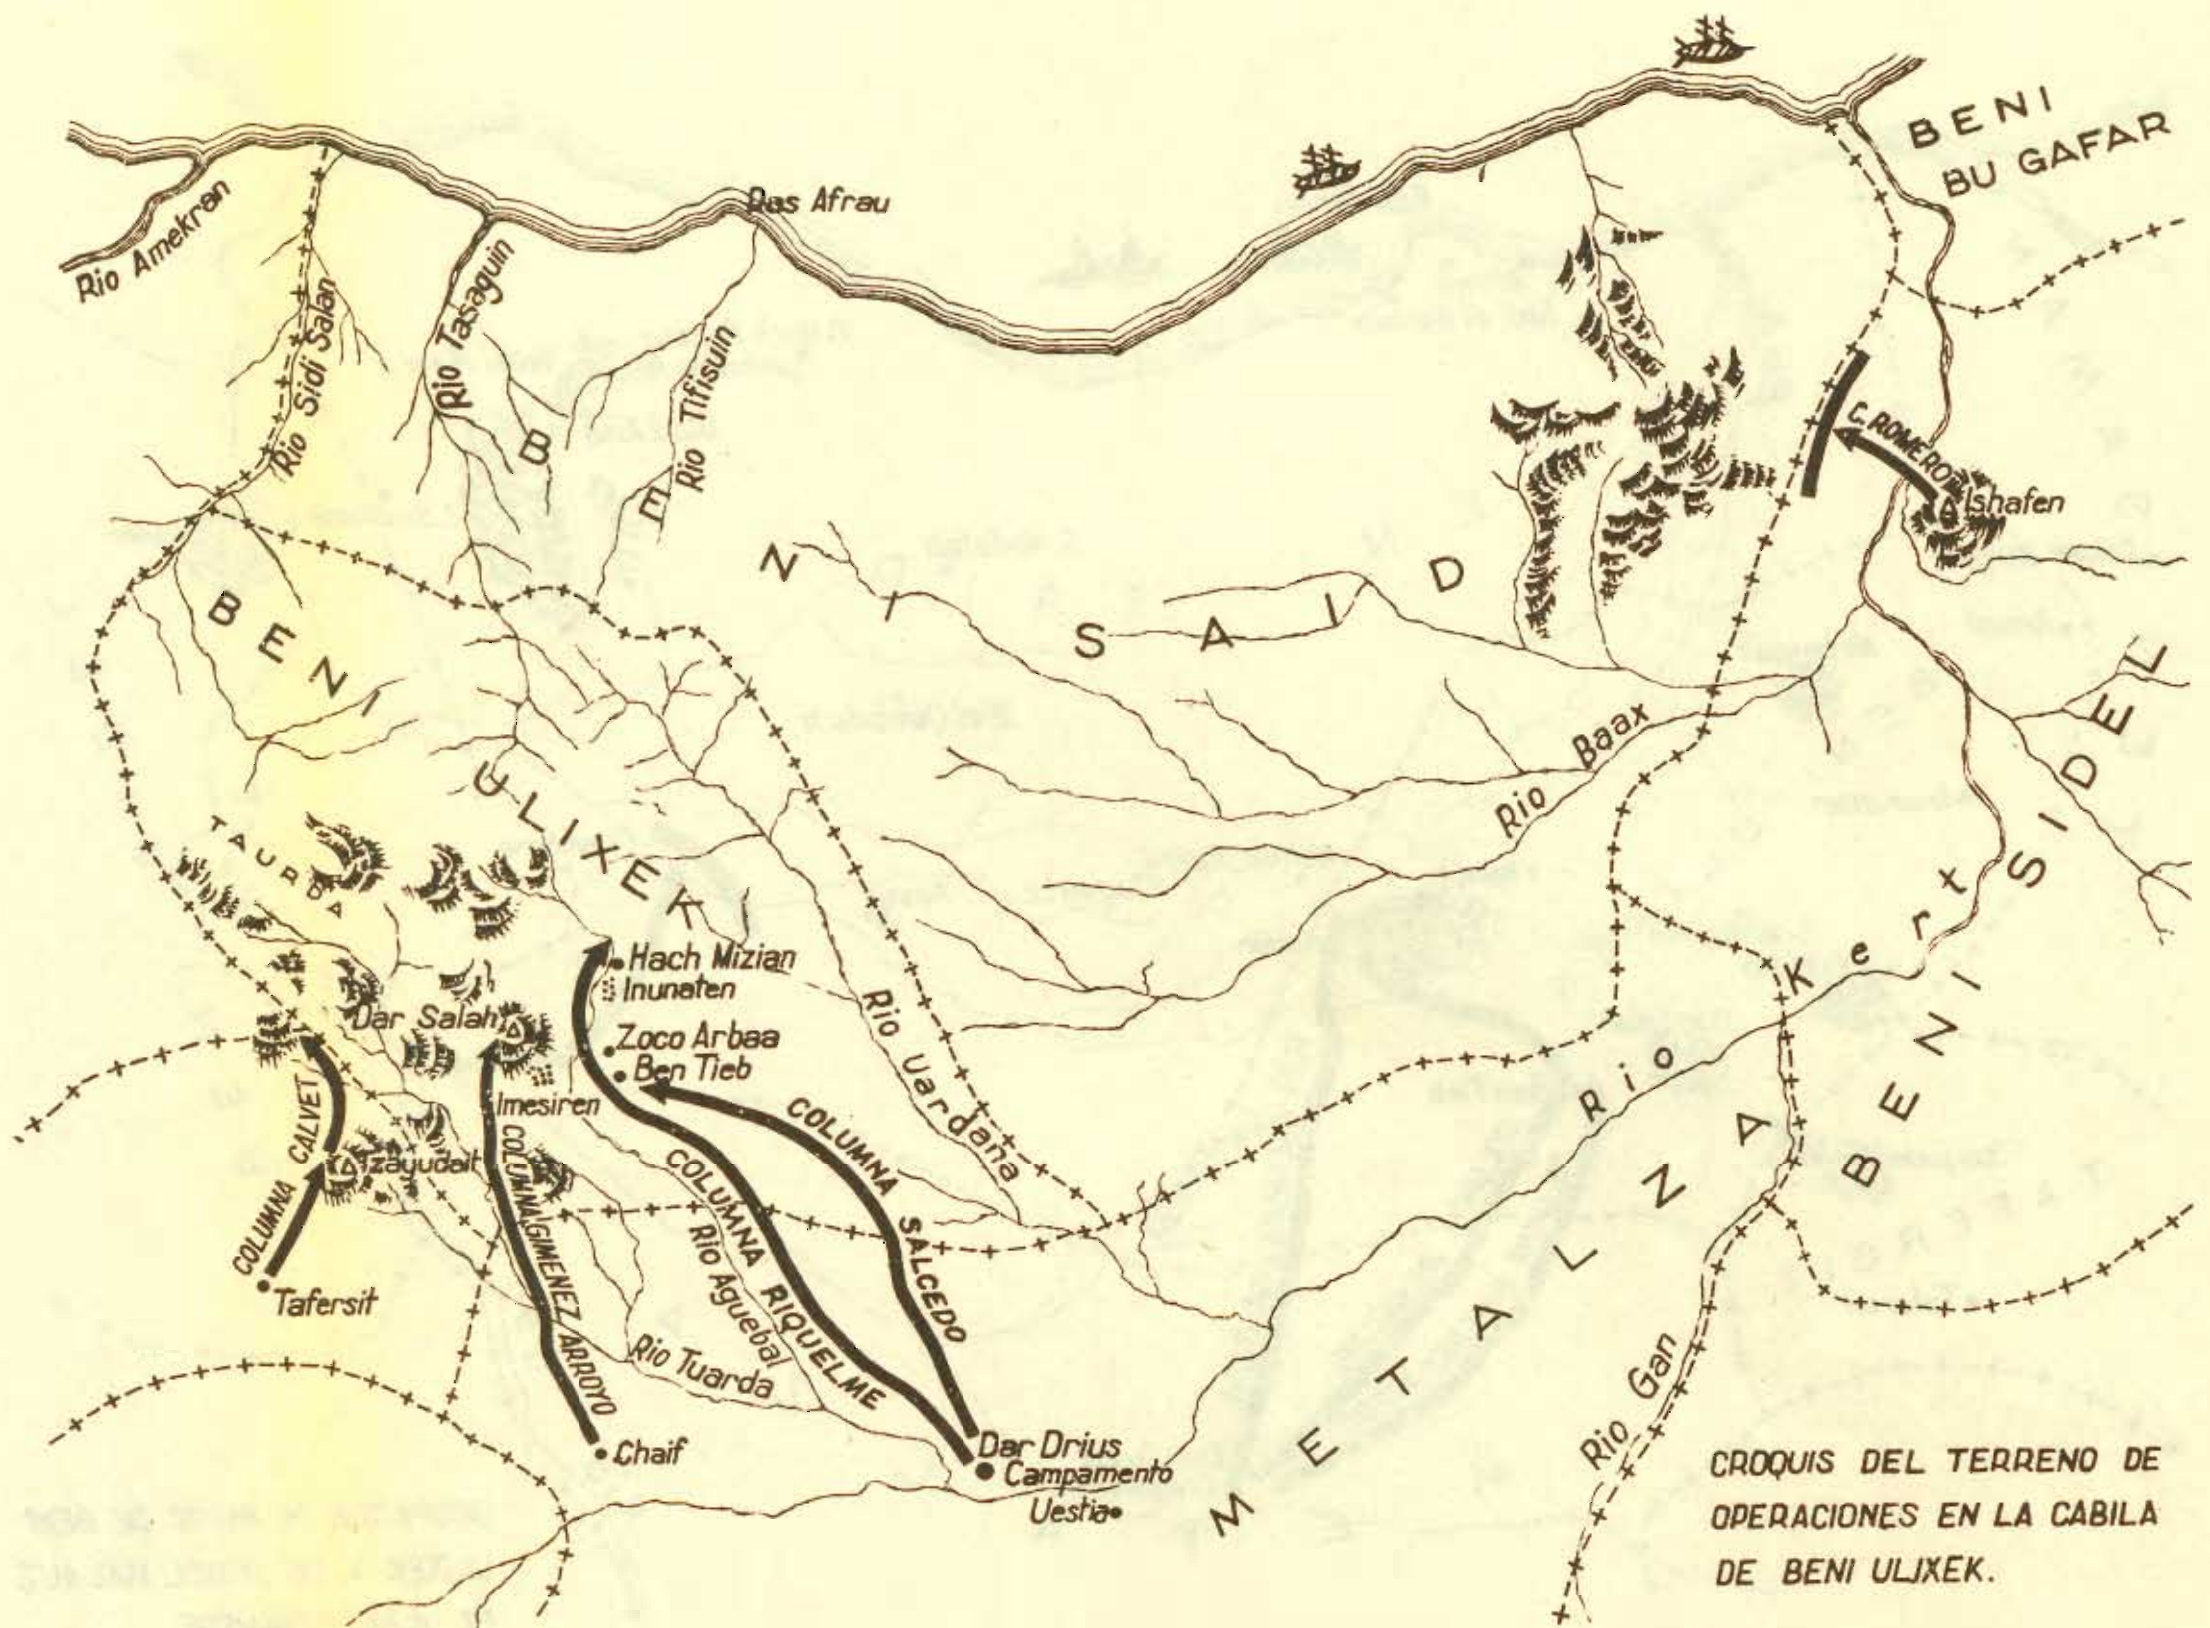 BENI
BU GAFAR
Rio Amekran
Ras Afrau
Rio Sidi Salan
Rio Tasaguin
Rio Tifisuin
BENI SAID
C. ROMERO
Ishafen
BENI ULIXEK
Rio Baax
BENI SIDEL
TAURDA
Rio Kert
Hach Mizian
Inunaten
Dar Salah
Zoco Arbaa
Ben Tieb
Imesiren
Rio Uardana
COLUMNA CALVET
Tzayudait
COLUMNA GIMENEZ ARROYO
COLUMNA RIQUELME
COLUMNA SALCEDO
Tafersit
Rio Aguebal
Rio Tuarda
METALZA
Rio Gan
Chaif
Dar Drius
Campamento
Uestia
CROQUIS DEL TERRENO DE
OPERACIONES EN LA CABILA
DE BENI ULIXEK.